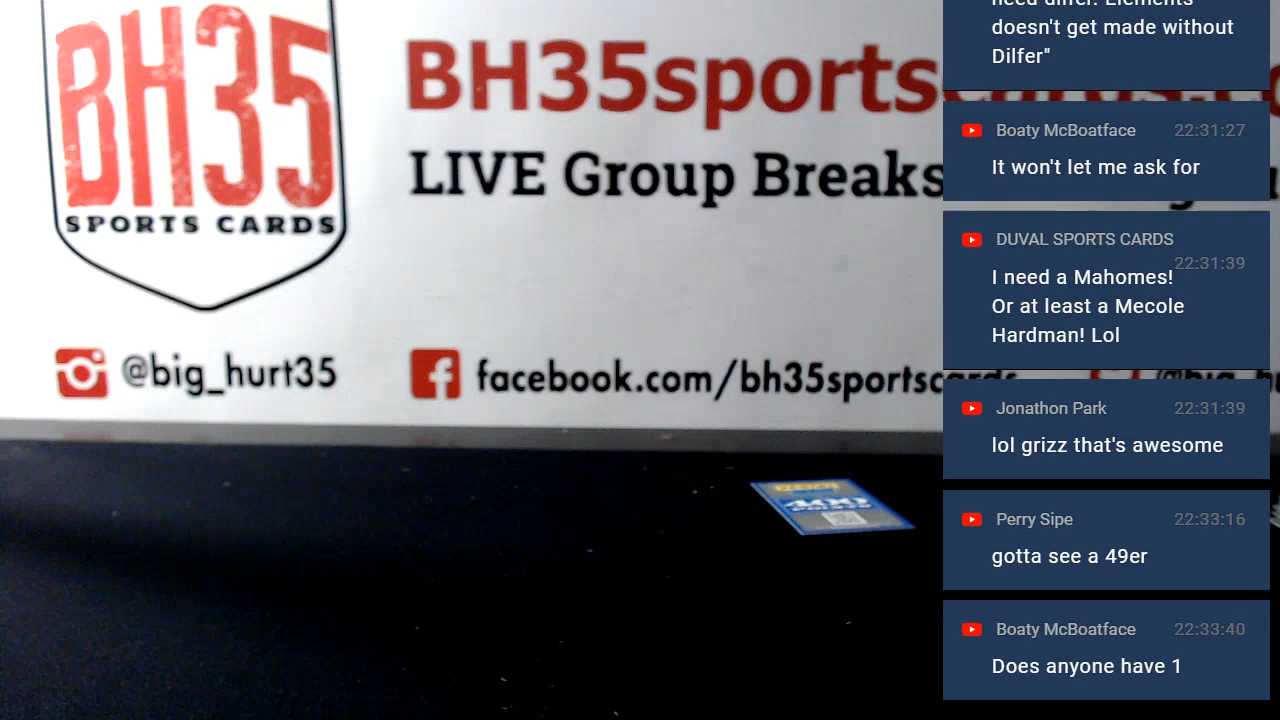 BH35
SPORTS CARDS
BH35sports
LIVE Group Breaks
@big_hurt35
facebook.com/bh35sportscards
400
POINTS
doesn't get made without
Dilfer"
Boaty McBoatface 22:31:27
It won't let me ask for
DUVAL SPORTS CARDS
22:31:39
I need a Mahomes!
Or at least a Mecole
Hardman! Lol
Jonathon Park 22:31:39
lol grizz that's awesome
Perry Sipe 22:33:16
gotta see a 49er
Boaty McBoatface 22:33:40
Does anyone have 1